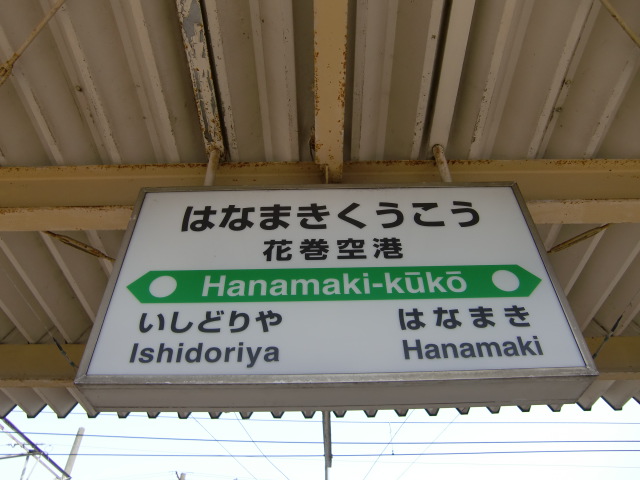 はなまきくうこう
花巻空港
Hanamaki-kūkō
いしどりや はなまき
Ishidoriya Hanamaki